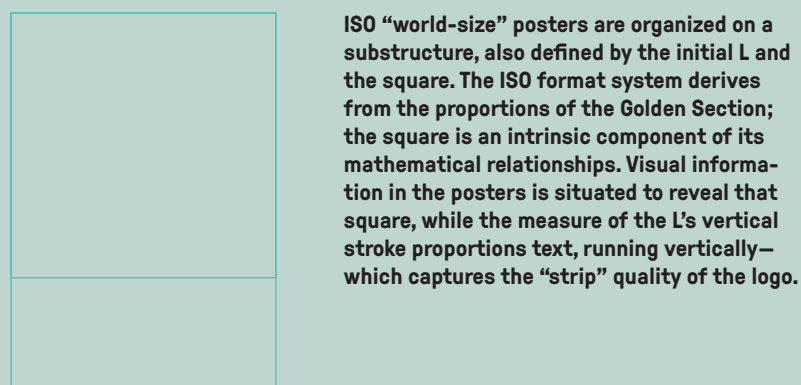 ISO “world-size” posters are organized on a
substructure, also defined by the initial L and
the square. The ISO format system derives
from the proportions of the Golden Section;
the square is an intrinsic component of its
mathematical relationships. Visual informa-
tion in the posters is situated to reveal that
square, while the measure of the L’s vertical
stroke proportions text, running vertically—
which captures the “strip” quality of the logo.